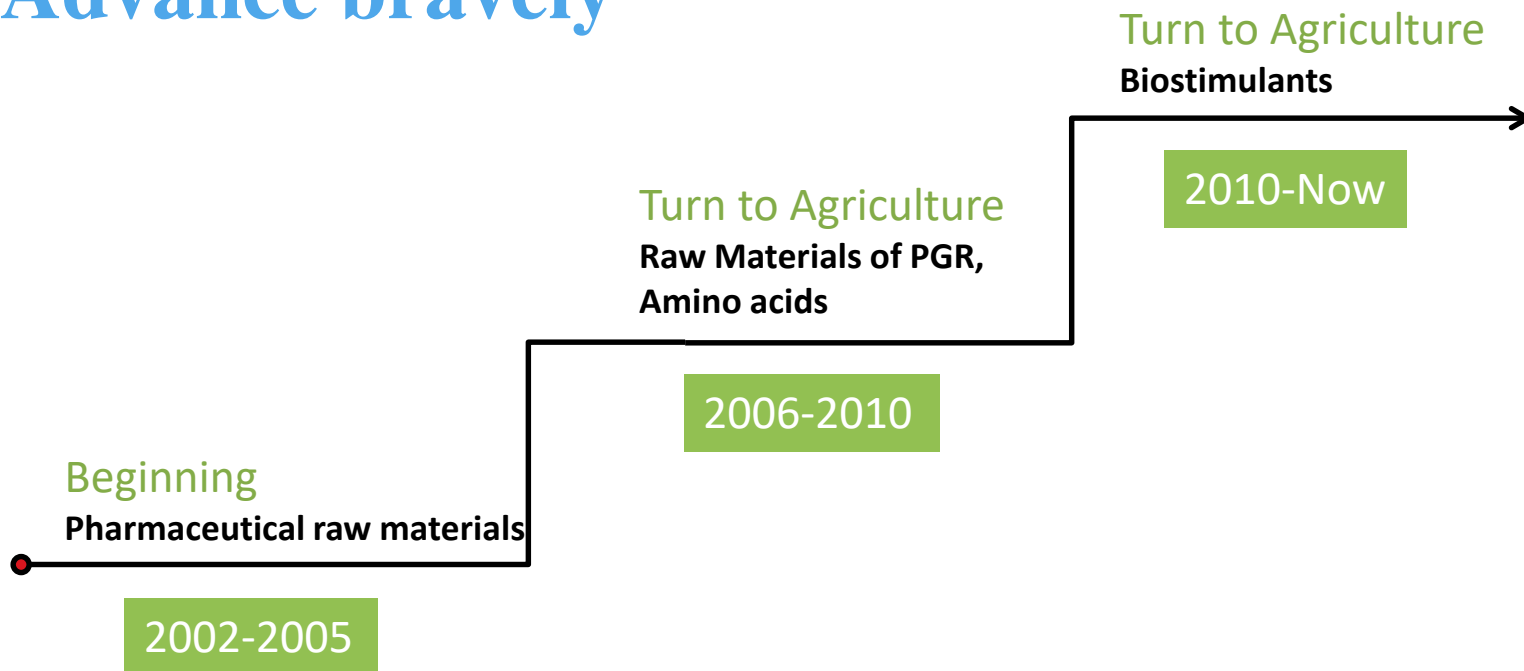 Advance bravely
Turn to Agriculture
Biostimulants
2010-Now
Turn to Agriculture
Raw Materials of PGR,
Amino acids
2006-2010
Beginning
Pharmaceutical raw materials
2002-2005